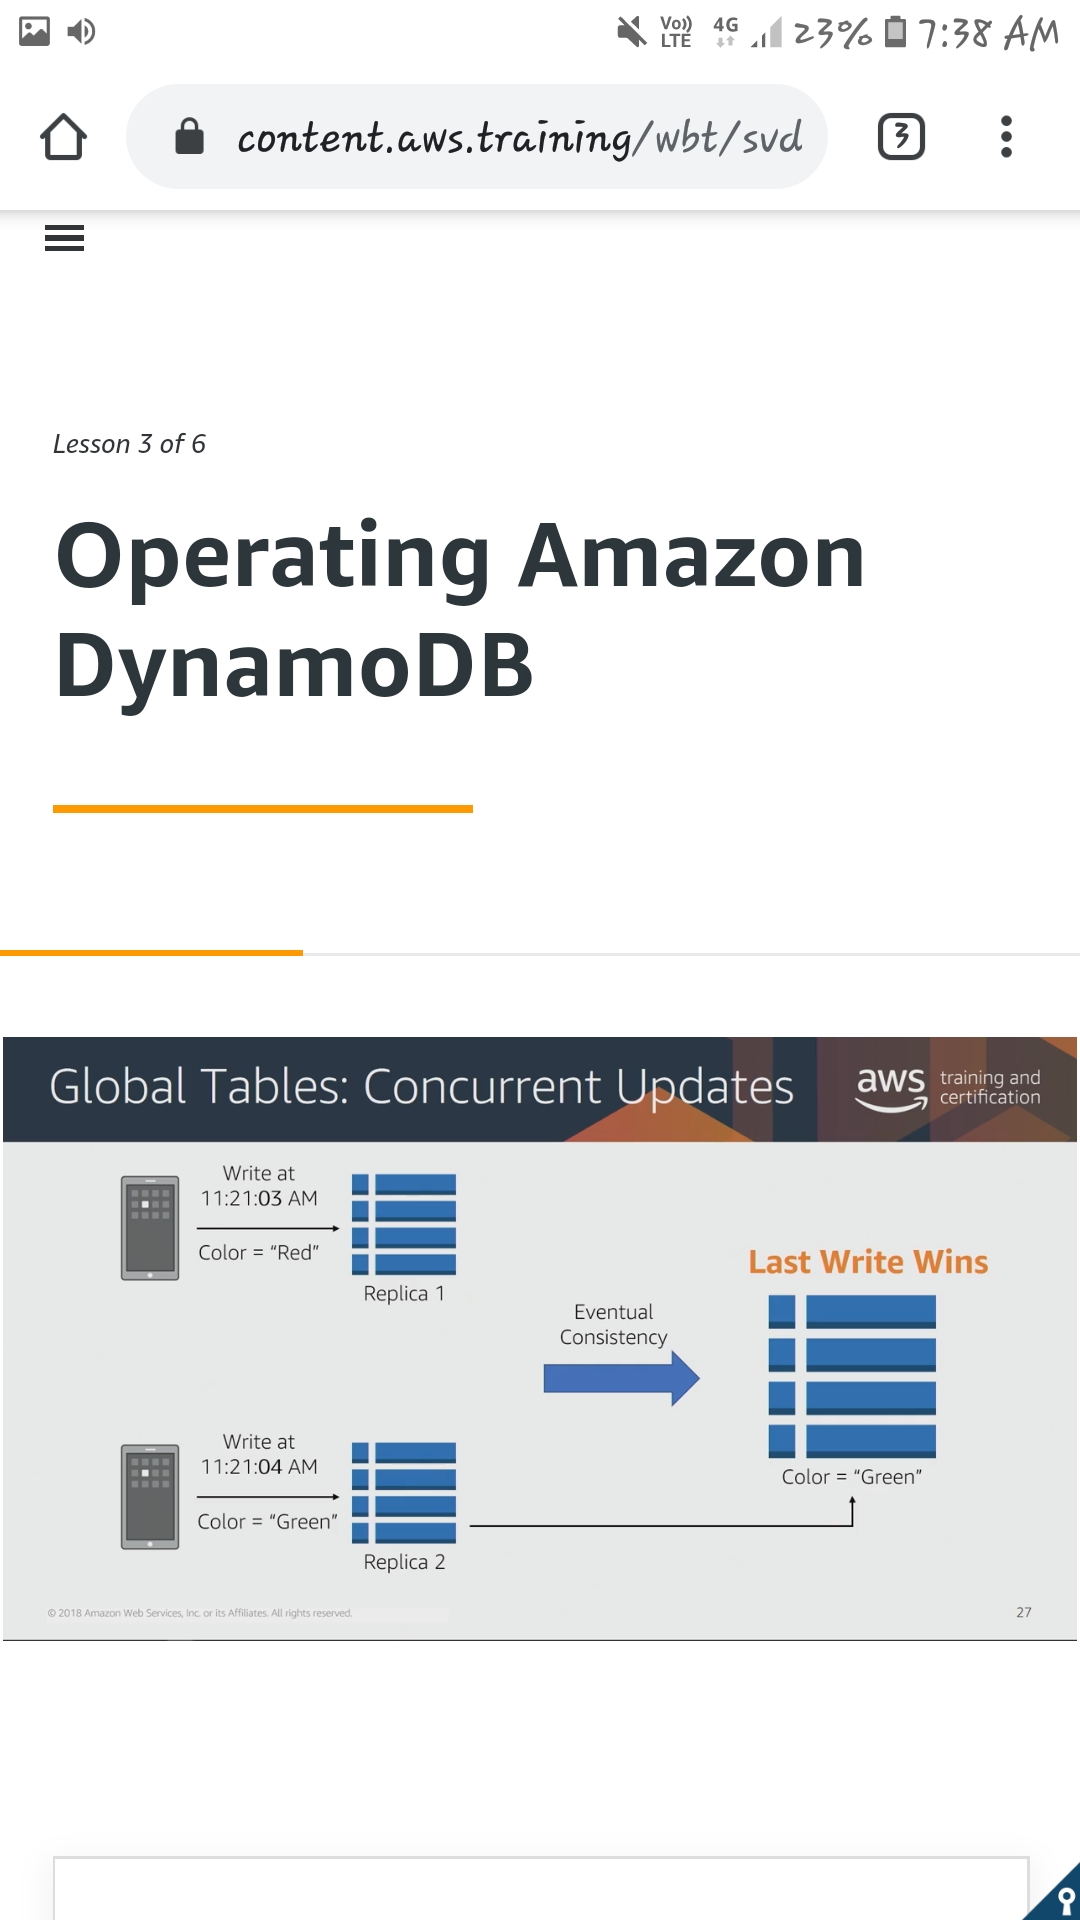 Vo)) LTE 4G 23% 7:38 AM
content.aws.training/wbt/svd
3
Lesson 3 of 6
Operating Amazon
DynamoDB
Global Tables: Concurrent Updates
aws training and
certification
Write at
11:21:03 AM
Color = “Red”
Replica 1
Eventual
Consistency
Last Write Wins
Color = “Green”
Write at
11:21:04 AM
Color = “Green”
Replica 2
© 2018 Amazon Web Services, Inc. or its Affiliates. All rights reserved.
27